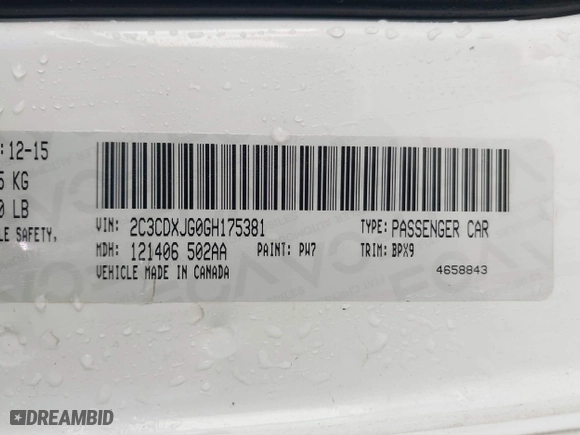 : 12-15
5 KG
0 LB
LE SAFETY,
VIN: 2C3CDXJG0GH175381 TYPE: PASSENGER CAR
MDH: 121406 502AA PAINT: PW7 TRIM: BPX9
VEHICLE MADE IN CANADA 4658843
DREAMBID